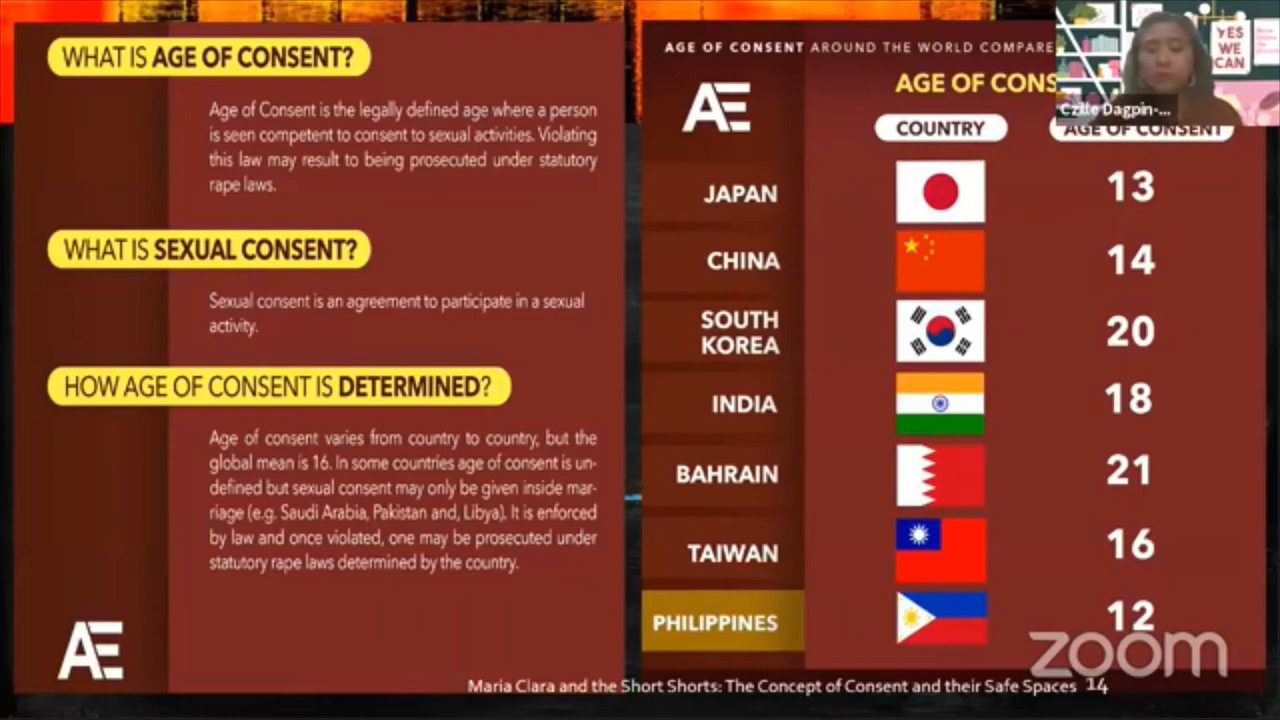 WHAT IS AGE OF CONSENT?
Age of Consent is the legally defined age where a person
is seen competent to consent to sexual activities. Violating
this law may result to being prosecuted under statutory
rape laws.
WHAT IS SEXUAL CONSENT?
Sexual consent is an agreement to participate in a sexual
activity.
HOW AGE OF CONSENT IS DETERMINED?
Age of consent varies from country to country, but the
global mean is 16. In some countries age of consent is un-
defined but sexual consent may only be given inside mar-
riage (e.g. Saudi Arabia, Pakistan and, Libya). It is enforced
by law and once violated, one may be prosecuted under
statutory rape laws determined by the country.
AE
AGE OF CONSENT AROUND THE WORLD COMPARE
AE
AGE OF CONS
COUNTRY
AGE OF CONSENT
JAPAN 13
CHINA 14
SOUTH
KOREA 20
INDIA 18
BAHRAIN 21
TAIWAN 16
PHILIPPINES 12
YES
WE
CAN
Czille Dagpin-...
zoom
Maria Clara and the Short Shorts: The Concept of Consent and their Safe Spaces 14